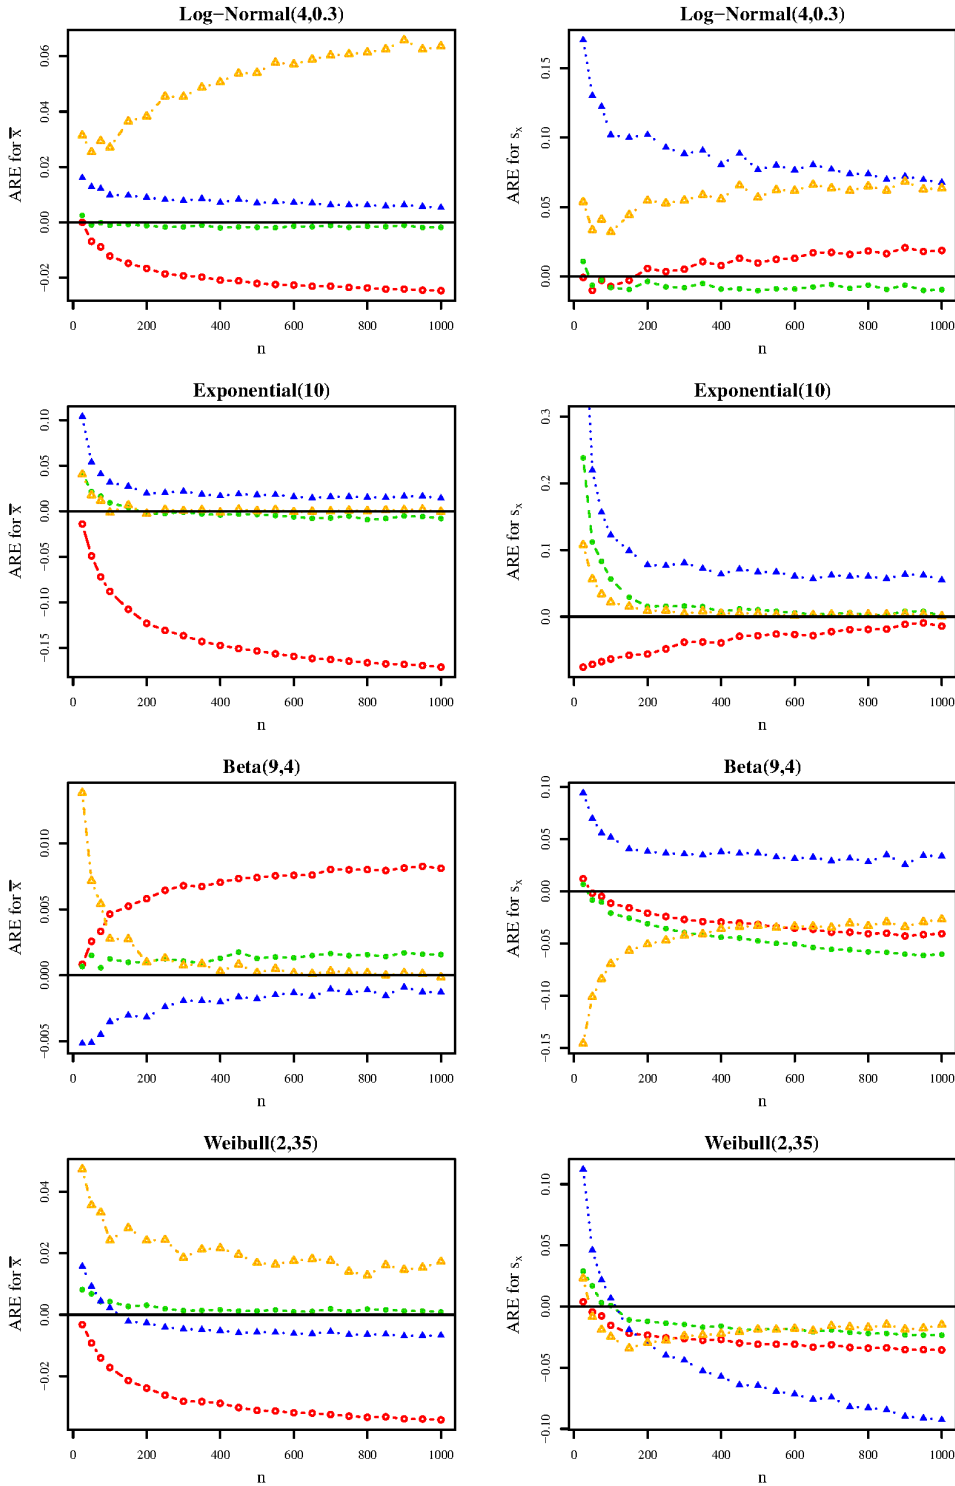 Log−Normal(4,0.3)
ARE for x̄
0.06
0.04
0.02
0.00
−0.02
0 200 400 600 800 1000
n
Log−Normal(4,0.3)
ARE for sx
0.15
0.10
0.05
0.00
0 200 400 600 800 1000
n
Exponential(10)
ARE for x̄
0.10
0.05
0.00
−0.05
−0.10
−0.15
0 200 400 600 800 1000
n
Exponential(10)
ARE for sx
0.3
0.2
0.1
0.0
0 200 400 600 800 1000
n
Beta(9,4)
ARE for x̄
0.010
0.005
0.000
−0.005
0 200 400 600 800 1000
n
Beta(9,4)
ARE for sx
0.10
0.05
0.00
−0.05
−0.10
−0.15
0 200 400 600 800 1000
n
Weibull(2,35)
ARE for x̄
0.04
0.02
0.00
−0.02
0 200 400 600 800 1000
n
Weibull(2,35)
ARE for sx
0.10
0.05
0.00
−0.05
−0.10
0 200 400 600 800 1000
n